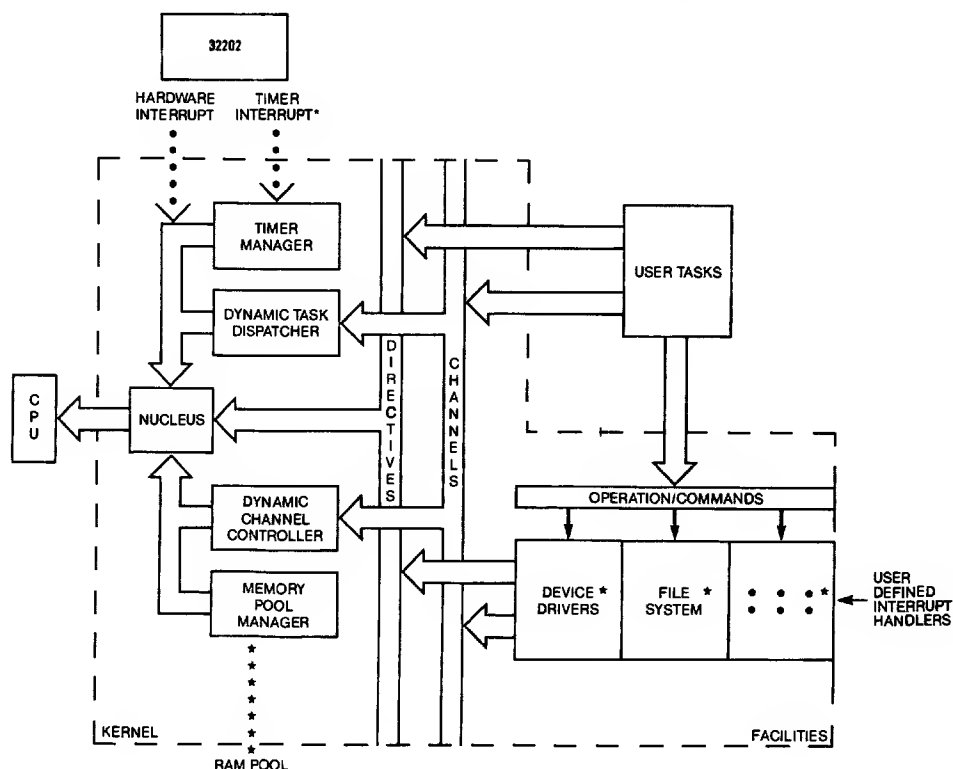 32202
HARDWARE
INTERRUPT
TIMER
INTERRUPT*
TIMER
MANAGER
USER TASKS
DYNAMIC TASK
DISPATCHER
DIRECTIVES
CHANNELS
CPU
NUCLEUS
OPERATION/COMMANDS
DYNAMIC
CHANNEL
CONTROLLER
DEVICE *
DRIVERS
FILE *
SYSTEM
*
USER
DEFINED
INTERRUPT
HANDLERS
MEMORY
POOL
MANAGER
KERNEL
FACILITIES
RAM POOL